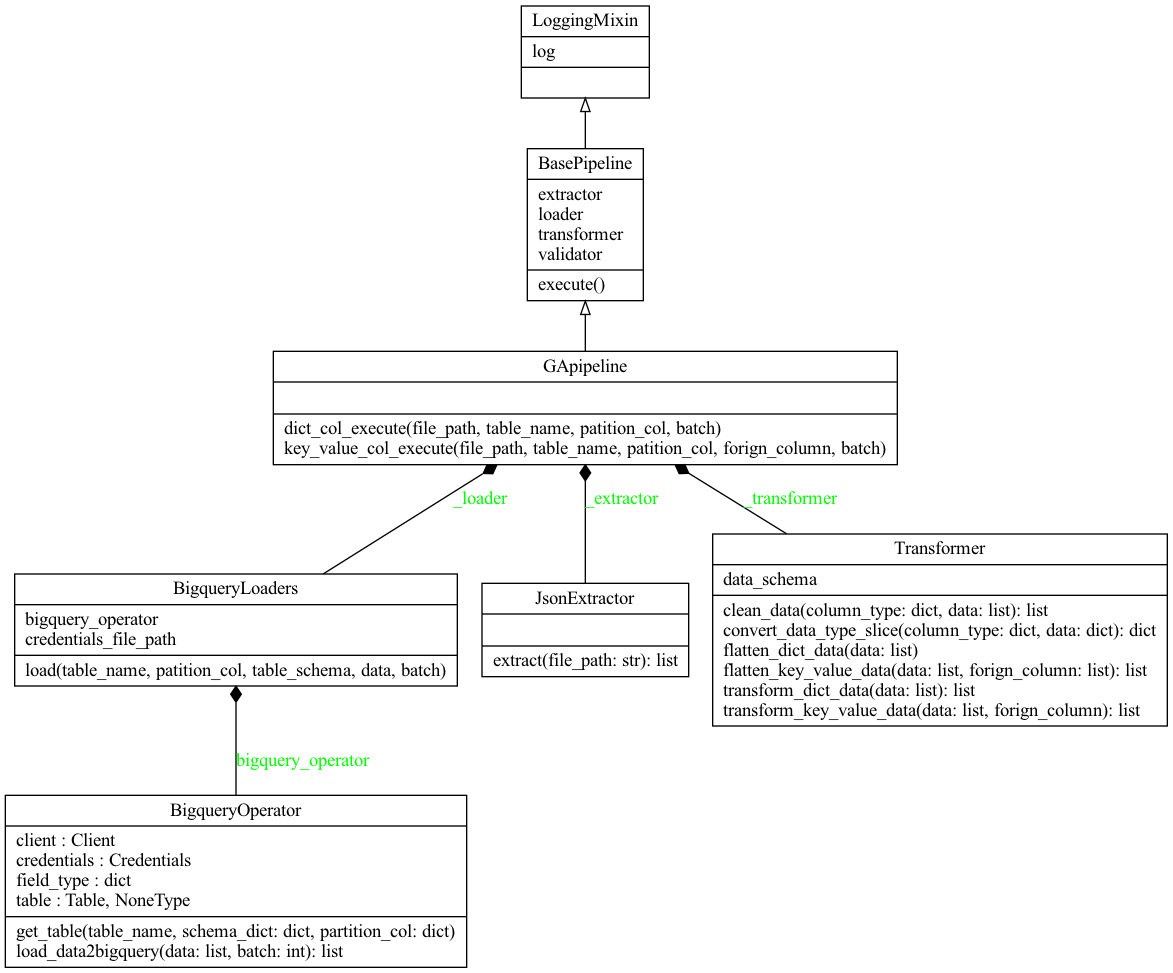 LoggingMixin
log
BasePipeline
extractor
loader
transformer
validator
execute()
GApipeline
dict_col_execute(file_path, table_name, patition_col, batch)
key_value_col_execute(file_path, table_name, patition_col, forign_column, batch)
_loader
_extractor
_transformer
BigqueryLoaders
bigquery_operator
credentials_file_path
load(table_name, patition_col, table_schema, data, batch)
JsonExtractor
extract(file_path: str): list
Transformer
data_schema
clean_data(column_type: dict, data: list): list
convert_data_type_slice(column_type: dict, data: dict): dict
flatten_dict_data(data: list)
flatten_key_value_data(data: list, forign_column: list): list
transform_dict_data(data: list): list
transform_key_value_data(data: list, forign_column): list
bigquery_operator
BigqueryOperator
client : Client
credentials : Credentials
field_type : dict
table : Table, NoneType
get_table(table_name, schema_dict: dict, partition_col: dict)
load_data2bigquery(data: list, batch: int): list